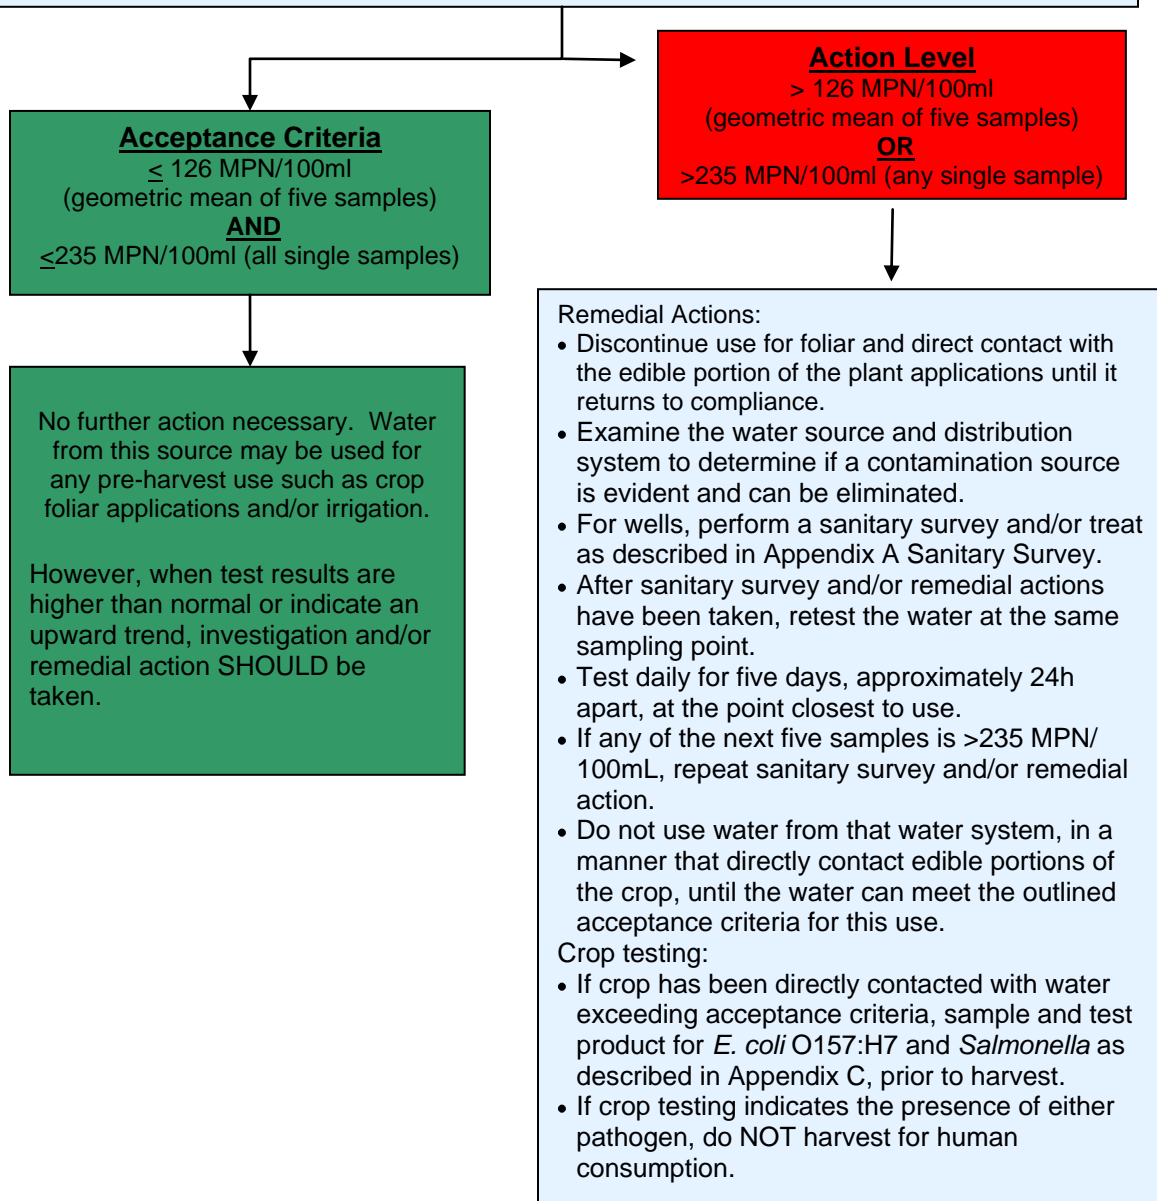 Action Level
> 126 MPN/100ml
(geometric mean of five samples)
OR
>235 MPN/100ml (any single sample)
Acceptance Criteria
< 126 MPN/100ml
(geometric mean of five samples)
AND
<235 MPN/100ml (all single samples)
No further action necessary.  Water
from this source may be used for
any pre-harvest use such as crop
foliar applications and/or irrigation.
However, when test results are
higher than normal or indicate an
upward trend, investigation and/or
remedial action SHOULD be
taken.
Remedial Actions:
• Discontinue use for foliar and direct contact with
the edible portion of the plant applications until it
returns to compliance.
• Examine the water source and distribution
system to determine if a contamination source
is evident and can be eliminated.
• For wells, perform a sanitary survey and/or treat
as described in Appendix A Sanitary Survey.
• After sanitary survey and/or remedial actions
have been taken, retest the water at the same
sampling point.
• Test daily for five days, approximately 24h
apart, at the point closest to use.
• If any of the next five samples is >235 MPN/
100mL, repeat sanitary survey and/or remedial
action.
• Do not use water from that water system, in a
manner that directly contact edible portions of
the crop, until the water can meet the outlined
acceptance criteria for this use.
Crop testing:
• If crop has been directly contacted with water
exceeding acceptance criteria, sample and test
product for E. coli O157:H7 and Salmonella as
described in Appendix C, prior to harvest.
• If crop testing indicates the presence of either
pathogen, do NOT harvest for human
consumption.